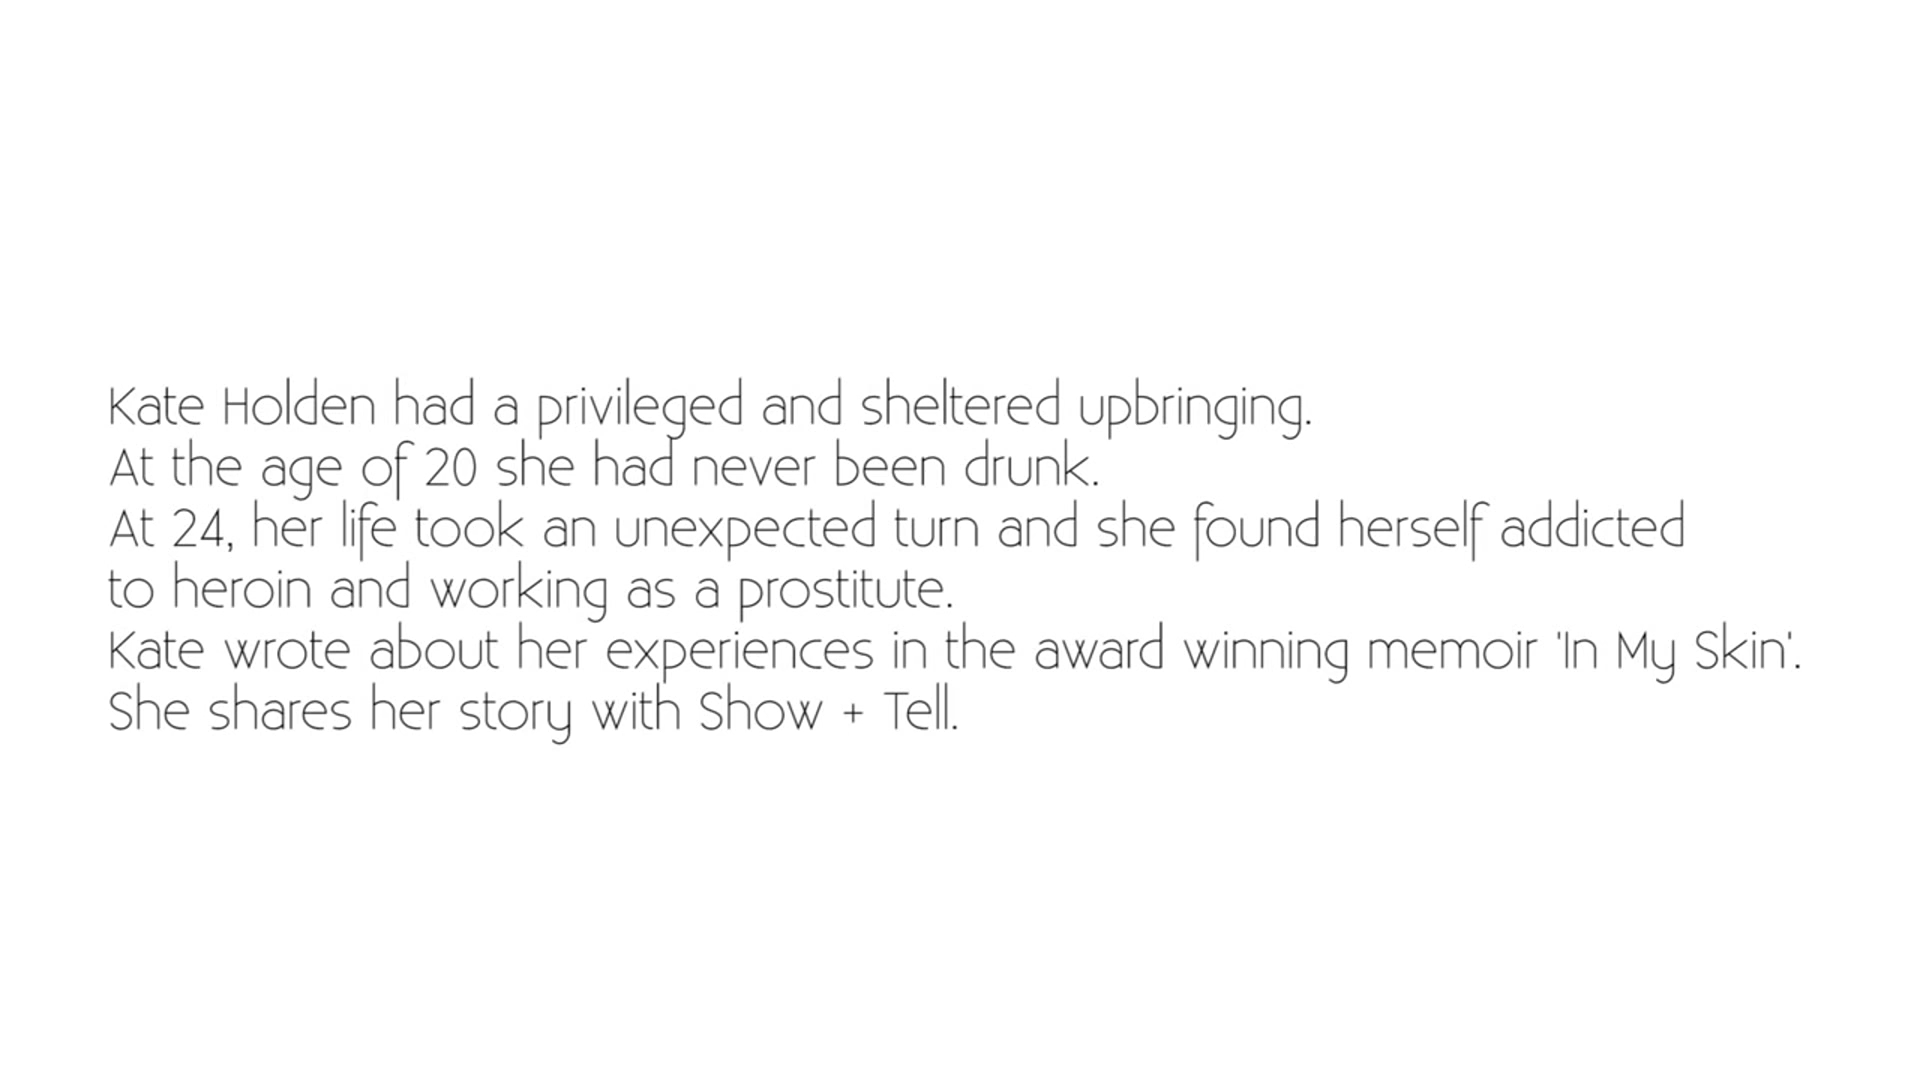 Kate Holden had a privileged and sheltered upbringing.
At the age of 20 she had never been drunk.
At 24, her life took an unexpected turn and she found herself addicted
to heroin and working as a prostitute.
Kate wrote about her experiences in the award winning memoir 'In My Skin'.
She shares her story with Show + Tell.